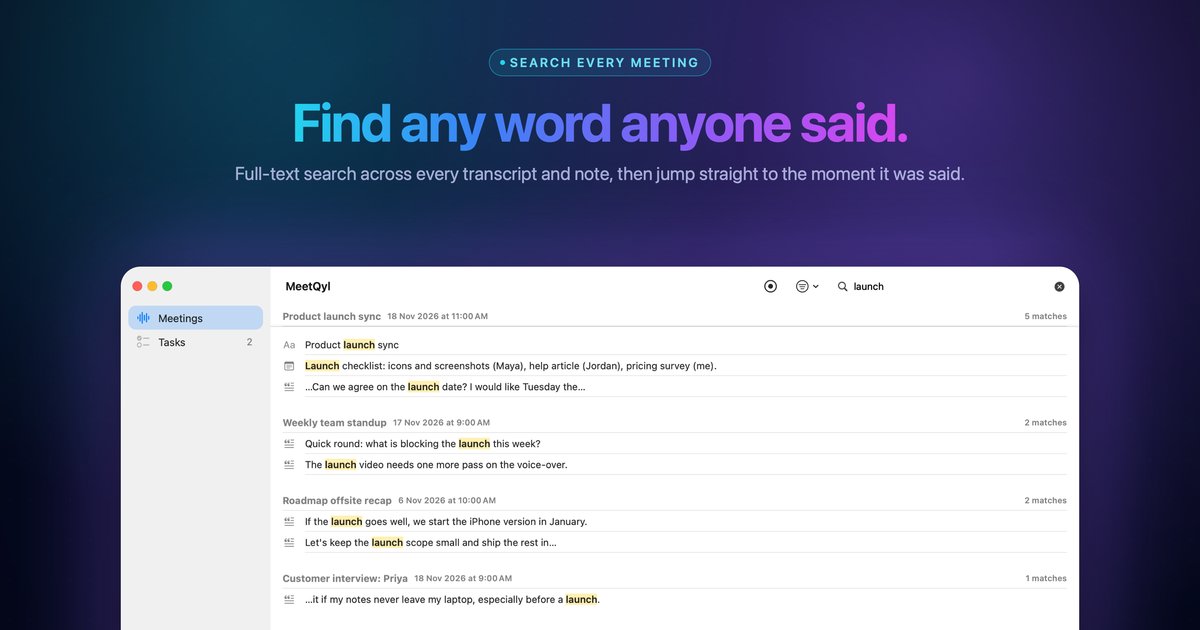 SEARCH EVERY MEETING
Find any word anyone said.
Full-text search across every transcript and note, then jump straight to the moment it was said.
MeetQyl
launch
Meetings
Tasks 2
Product launch sync 18 Nov 2026 at 11:00 AM 5 matches
Aa Product launch sync
Launch checklist: icons and screenshots (Maya), help article (Jordan), pricing survey (me).
...Can we agree on the launch date? I would like Tuesday the...
Weekly team standup 17 Nov 2026 at 9:00 AM 2 matches
Quick round: what is blocking the launch this week?
The launch video needs one more pass on the voice-over.
Roadmap offsite recap 6 Nov 2026 at 10:00 AM 2 matches
If the launch goes well, we start the iPhone version in January.
Let's keep the launch scope small and ship the rest in...
Customer interview: Priya 18 Nov 2026 at 9:00 AM 1 matches
...it if my notes never leave my laptop, especially before a launch.